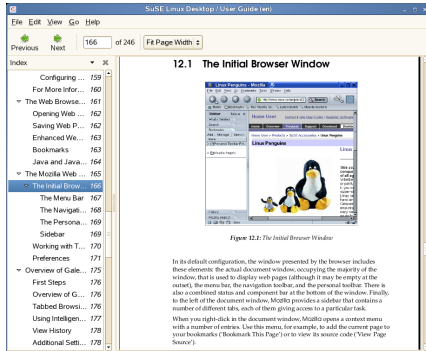 SuSE Linux Desktop / User Guide (en)
File Edit View Go Help
Previous Next 166 of 246 Fit Page Width
Index
Configuring ... 159
For More Infor... 160
The Web Browse... 161
Opening Web ... 162
Saving Web P... 162
Enhanced We... 163
Bookmarks 163
Java and Java... 164
The Mozilla Web ... 165
The Initial Brow... 166
The Menu Bar 167
The Navigati... 168
The Persona... 169
Sidebar 169
Working with T... 170
Preferences 171
Overview of Gale... 175
First Steps 176
Overview of G... 176
Tabbed Browsi... 176
Using Intelligen... 177
View History 178
Additional Setti... 178
12.1 The Initial Browser Window
Linux Penguins - Mozilla
Home User
Linux Penguins
Figure 12.1: The Initial Browser Window
In its default configuration, the window presented by the browser includes
these elements: the actual document window, occupying the majority of the
window, that is used to display web pages (although it may be empty at the
outset), the menu bar, the navigation toolbar, and the personal toolbar. There is
also a combined status and component bar at the bottom of the window. Finally,
to the left of the document window, Mozilla provides a sidebar that contains a
number of different tabs, each of them giving access to a particular task.
When you right-click in the document window, Mozilla opens a context menu
with a number of entries. Use this menu, for example, to add the current page to
your bookmarks ('Bookmark This Page') or to view its source code ('View Page
Source').